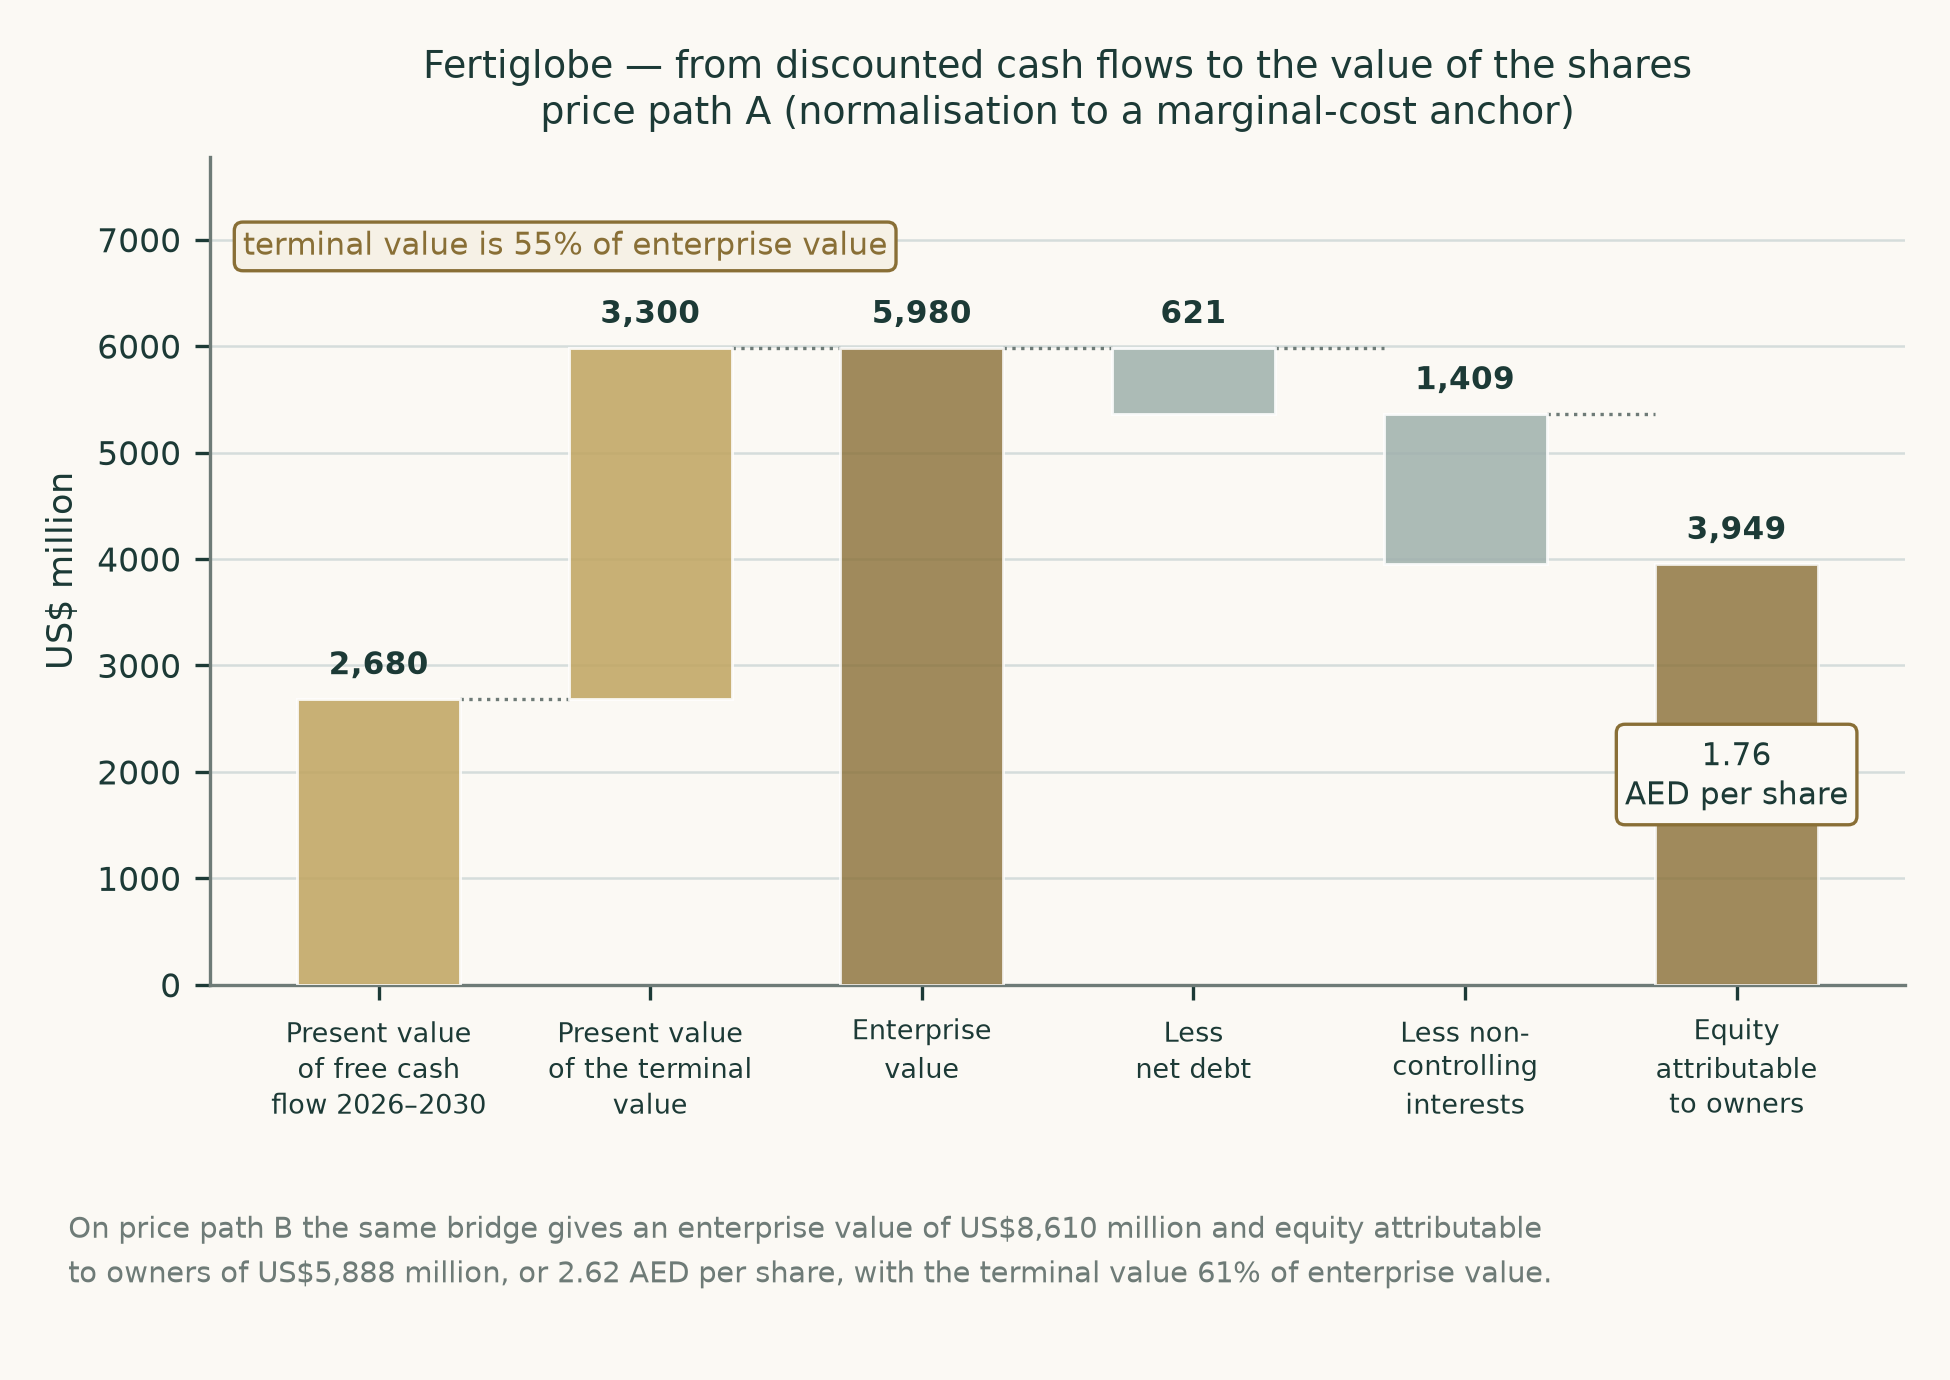 Fertiglobe — from discounted cash flows to the value of the shares
price path A (normalisation to a marginal-cost anchor)
US$ million
7000
6000
5000
4000
3000
2000
1000
0
terminal value is 55% of enterprise value
2,680
3,300
5,980
621
1,409
3,949
1.76
AED per share
Present value
of free cash
flow 2026–2030
Present value
of the terminal
value
Enterprise
value
Less
net debt
Less non-
controlling
interests
Equity
attributable
to owners
On price path B the same bridge gives an enterprise value of US$8,610 million and equity attributable
to owners of US$5,888 million, or 2.62 AED per share, with the terminal value 61% of enterprise value.